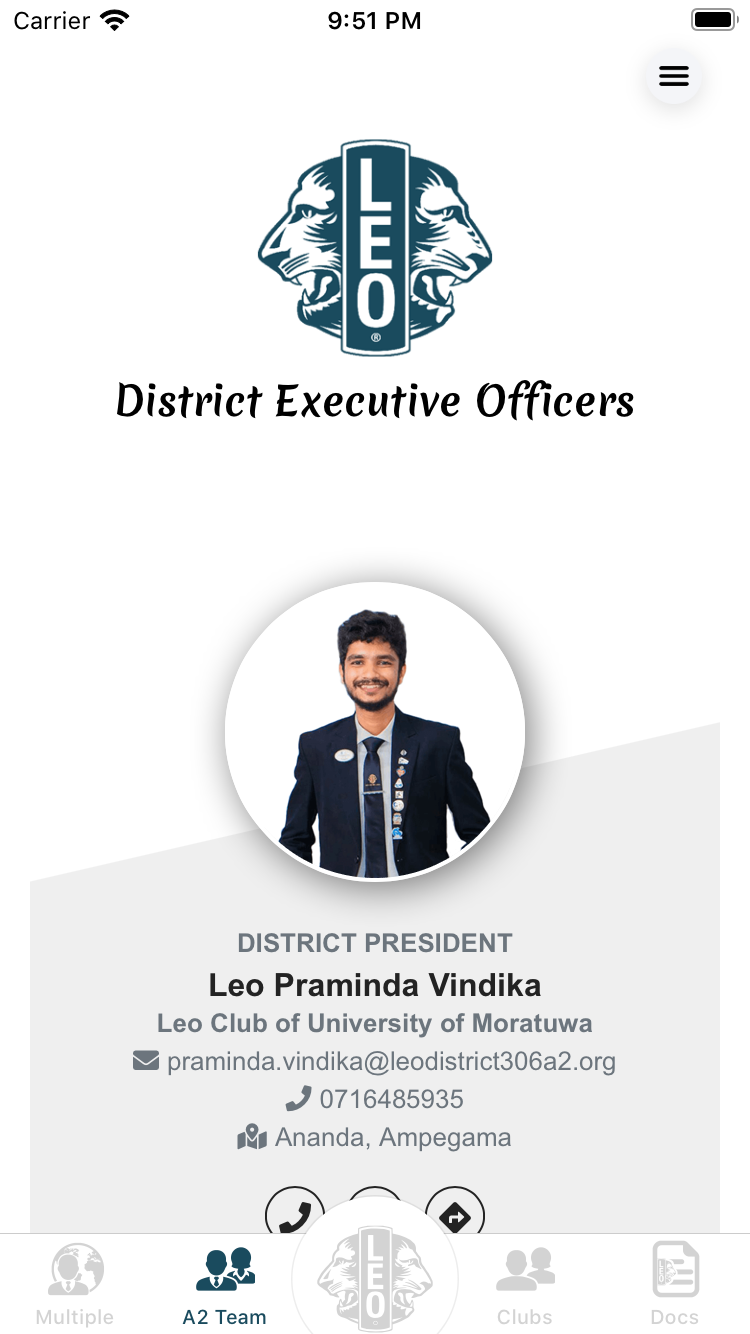 Carrier 9:51 PM
LEO
®
District Executive Officers
DISTRICT PRESIDENT
Leo Praminda Vindika
Leo Club of University of Moratuwa
praminda.vindika@leodistrict306a2.org
0716485935
Ananda, Ampegama
LEO
LEO
Multiple A2 Team Clubs Docs